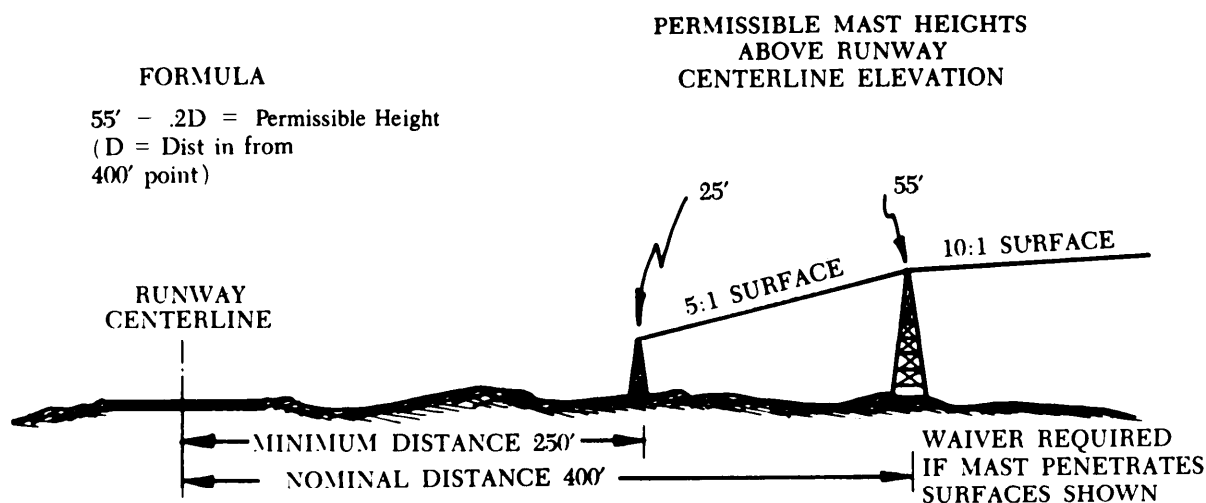 PERMISSIBLE MAST HEIGHTS
ABOVE RUNWAY
CENTERLINE ELEVATION
FORMULA
55' - .2D = Permissible Height
(D = Dist in from
400' point)
25'
55'
5:1 SURFACE
10:1 SURFACE
RUNWAY
CENTERLINE
MINIMUM DISTANCE 250'
NOMINAL DISTANCE 400'
WAIVER REQUIRED
IF MAST PENETRATES
SURFACES SHOWN